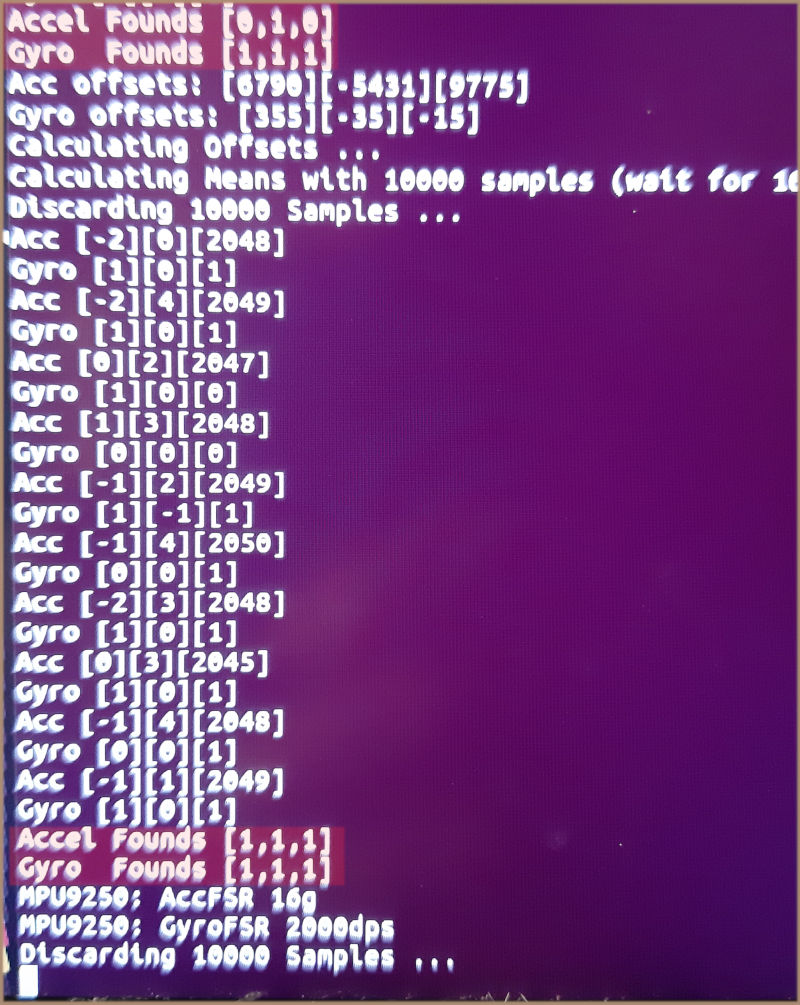 Accel Founds [0,1,0]
Gyro  Founds [1,1,1]
Acc offsets: [6790][-5431][9775]
Gyro offsets: [355][-35][-15]
Calculating Offsets ...
Calculating Means with 10000 samples (wait for 10
Discarding 10000 Samples ...
Acc [-2][0][2048]
Gyro [1][0][1]
Acc [-2][4][2049]
Gyro [1][0][1]
Acc [0][2][2047]
Gyro [1][0][0]
Acc [1][3][2048]
Gyro [0][0][0]
Acc [-1][2][2049]
Gyro [1][-1][1]
Acc [-1][4][2050]
Gyro [0][0][1]
Acc [-2][3][2048]
Gyro [1][0][1]
Acc [0][3][2045]
Gyro [1][0][1]
Acc [-1][4][2048]
Gyro [0][0][1]
Acc [-1][1][2049]
Gyro [1][0][1]
Accel Founds [1,1,1]
Gyro  Founds [1,1,1]
MPU9250: AccFSR 16g
MPU9250: GyroFSR 2000dps
Discarding 10000 Samples ...